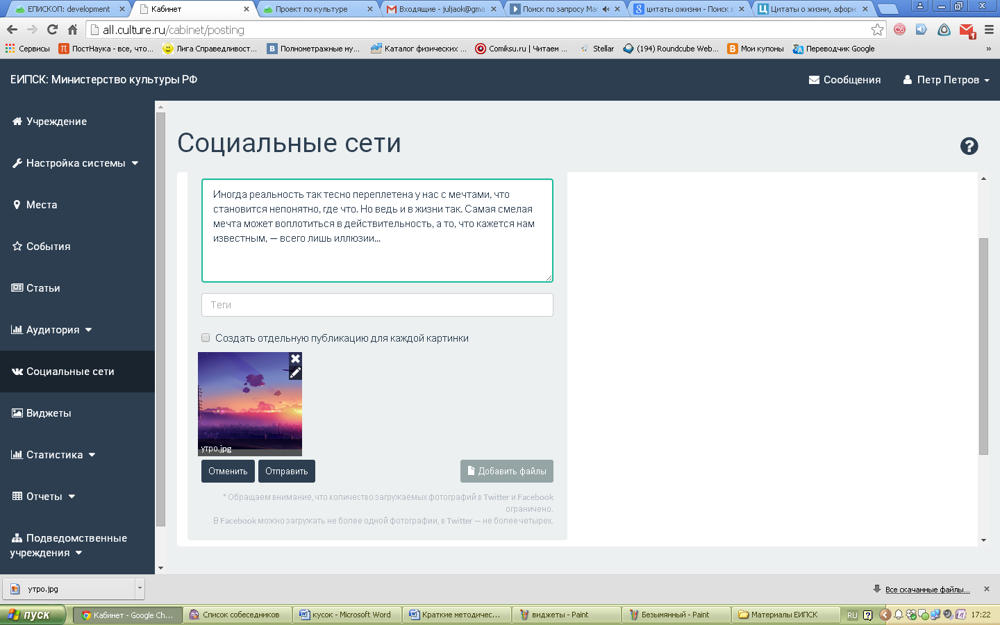 ЕИПСКОП: development
Кабинет
Проект по культуре
Входящие - juljaok@gma
Поиск по запросу Mar
цитаты ожизни - Поиск в
Цитаты о жизни, афори
all.culture.ru/cabinet/posting
Сервисы
ПостНаука - все, что...
Лига Справедливост...
Полнометражные му...
Каталог физических ...
Comiksu.ru | Читаем ...
Stellar
(194) Roundcube Web...
Мои купоны
Переводчик Google
»
ЕИПСК: Министерство культуры РФ
Сообщения
Петр Петров
Учреждение
Настройка системы
Места
События
Статьи
Аудитория
Социальные сети
Виджеты
Статистика
Отчеты
Подведомственные
учреждения
Социальные сети
Иногда реальность так тесно переплетена у нас с мечтами, что
становится непонятно, где что. Но ведь и в жизни так. Самая смелая
мечта может воплотиться в действительность, а то, что кажется нам
известным, — всего лишь иллюзии...
Теги
Создать отдельную публикацию для каждой картинки
утро.jpg
Отменить
Отправить
Добавить файлы
* Обращаем внимание, что количество загружаемых фотографий в Twitter и Facebook
ограничено.
В Facebook можно загружать не более одной фотографии, в Twitter — не более четырех.
утро.jpg
Все скачанные файлы...
пуск
Кабинет - Google Ch...
Список собеседников
кусок - Microsoft Word
Краткие методичес...
виджеты - Paint
Безымянный - Paint
Материалы ЕИПСК
RU
17:22